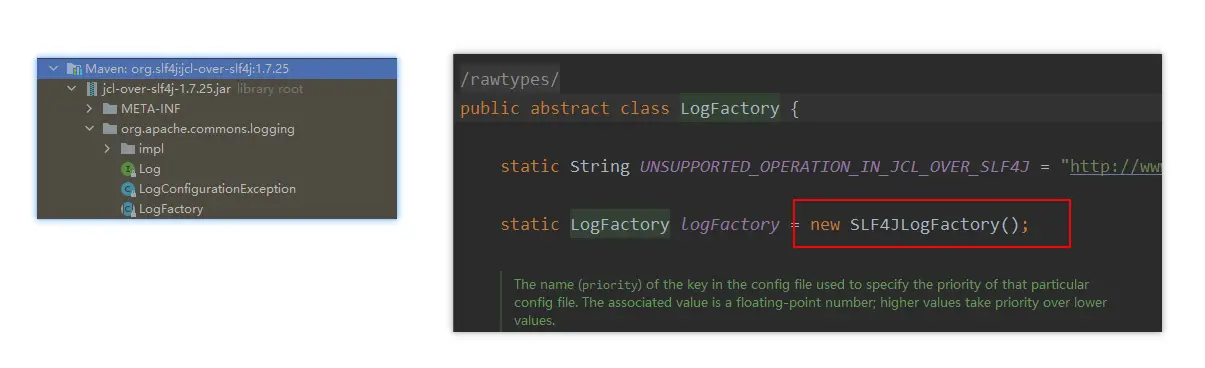 Maven: org.slf4j:jcl-over-slf4j:1.7.25
jcl-over-slf4j-1.7.25.jar library root
META-INF
org.apache.commons.logging
impl
Log
LogConfigurationException
LogFactory
/rawtypes/
public abstract class LogFactory {
static String UNSUPPORTED_OPERATION_IN_JCL_OVER_SLF4J = "http://www
static LogFactory logFactory = new SLF4JLogFactory();
The name (priority) of the key in the config file used to specify the priority of that particular
config file. The associated value is a floating-point number; higher values take priority over lower
values.